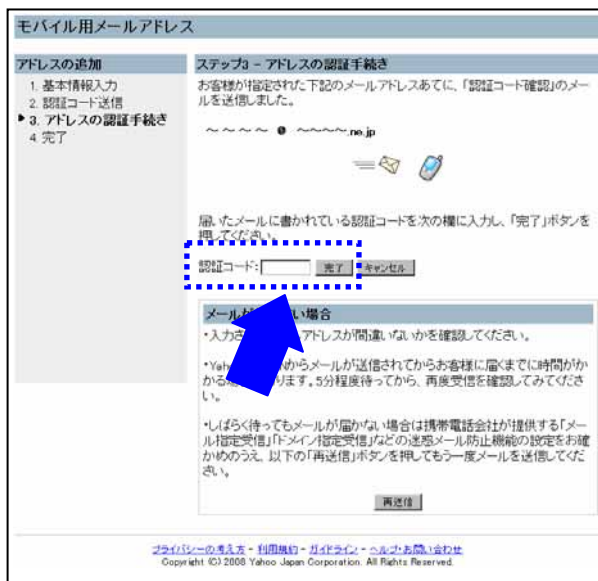 モバイル用メールアドレス
アドレスの追加
1. 基本情報入力
2. 認証コード送信
3. アドレスの認証手続き
4. 完了
ステップ3 - アドレスの認証手続き
お客様が指定された下記のメールアドレスあてに、「認証コード確認」のメー
ルを送信しました。
~~~~@~~~~.ne.jp
届いたメールに書かれている認証コードを次の欄に入力し、「完了」ボタンを
押してください。
認証コード: 完了 キャンセル
メールが い場合
・入力さ アドレスが間違いないかを確認してください。
・Yah Nからメールが送信されてからお客様に届くまでに時間がか
かる ります。5分程度待ってから、再度受信を確認してみてくださ
い。
・しばらく待ってもメールが届かない場合は携帯電話会社が提供する「メー
ル指定受信」「ドメイン指定受信」などの迷惑メール防止機能の設定をお確
かめのうえ、以下の「再送信」ボタンを押してもう一度メールを送信してくだ
さい。
再送信
プライバシーの考え方 - 利用規約 - ガイドライン - ヘルプ・お問い合わせ
Copyright (C) 2008 Yahoo Japan Corporation. All Rights Reserved.